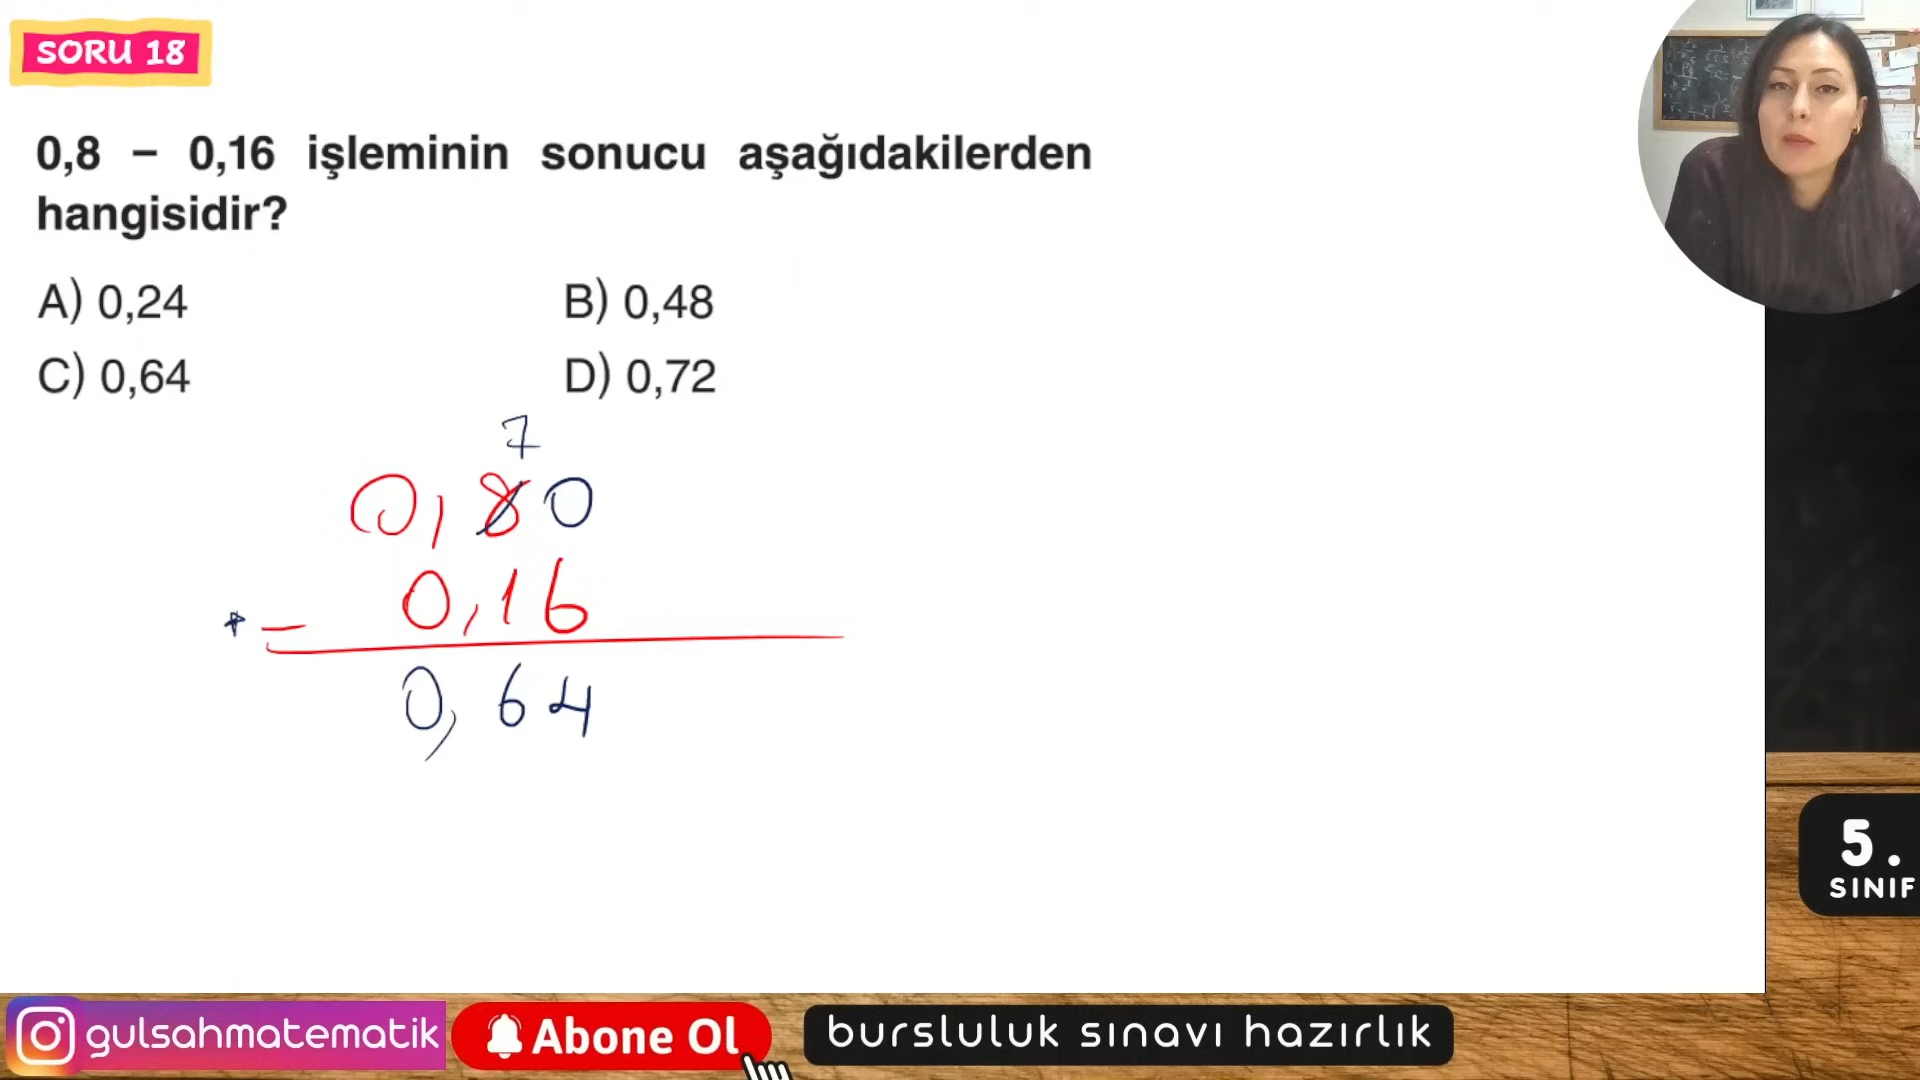 SORU 18
0,8 – 0,16 işleminin sonucu aşağıdakilerden
hangisidir?
A) 0,24 B) 0,48
C) 0,64 D) 0,72
7
0,80
0,16
+ –
0,64
5.
SINIF
gulsahmatematik
Abone Ol
bursluluk sınavı hazırlık